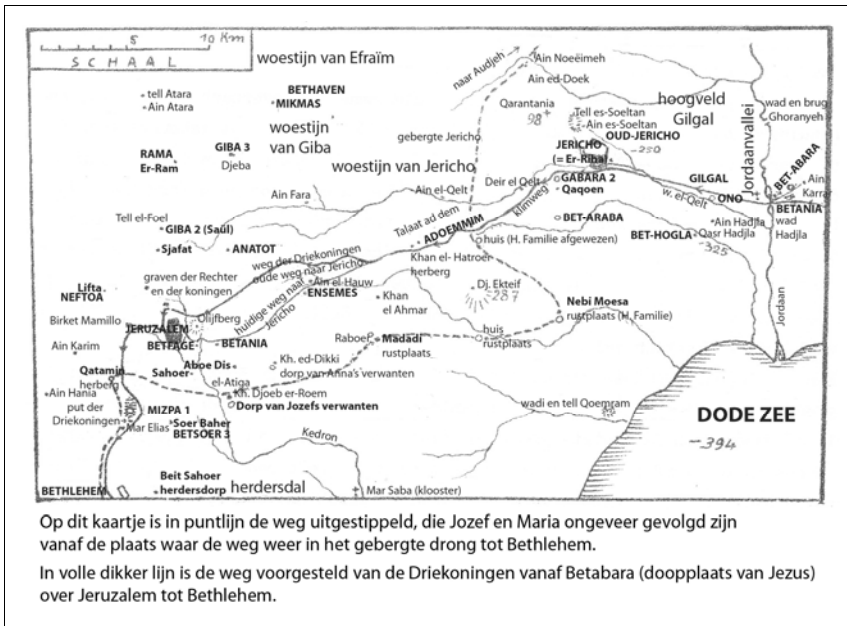 5 10 Km
SCHAAL
woestijn van Efraïm
naar Audjeh
Ain Noeëimeh
tell Atara
Ain Atara
BETHAVEN
MIKMAS
Ain ed-Doek
Qarantania
98
hoogveld
Gilgal
Jordaanvallei
wad en brug
Ghoranyeh
woestijn
van Giba
gebergte Jericho
Tell es-Soeltan
Ain es-Soeltan
OUD-JERICHO
-250
RAMA
Er-Ram
GIBA 3
Djeba
woestijn van Jericho
JERICHO
(= Er-Riha)
BET-ABARA
Ain Fara
Ain el-Qelt
Deir el Qelt
GABARA 2
Qaqoen
GILGAL
w. el-Qelt
ONO
Ain
Karrar
BETANIA
Tell el-Foel
GIBA 2 (Saül)
Talaat ad dem
ADOEMMIM
klimweg
BET-ARABA
Ain Hadjla
wad
Hadjla
Sjafat
ANATOT
weg der Driekoningen
oude weg naar Jericho
huis (H. Familie afgewezen)
BET-HOGLA
Qasr Hadjla
-325
Khan el- Hatroer
herberg
Lifta
NEFTOA
graven der Rechter
en der koningen
huidige weg naar
Jericho
Ain el-Hauw
ENSEMES
Khan
el Ahmar
Dj. Ekteif
-287
Nebi Moesa
rustplaats (H. Familie)
Jordaan
Birket Mamillo
Olijfberg
JERUZALEM
Ain Karim
BETFAGE
BETANIA
Raboef
Madadi
rustplaats
huis
rustplaats
Qatamin
herberg
Aboe Dis
Sahoer
Kh. ed-Dikki
dorp van Anna's verwanten
el-Atiga
Ain Hania
put der
Driekoningen
Kh. Djoeb er-Roem
Dorp van Jozefs verwanten
wadi en tell Qoemram
DODE ZEE
-394
MIZPA 1
Mar Elias
Soer Baher
BETSOER 3
Kedron
BETHLEHEM
Beit Sahoer
herdersdorp
herdersdal
Mar Saba (klooster)
Op dit kaartje is in puntlijn de weg uitgestippeld, die Jozef en Maria ongeveer gevolgd zijn
vanaf de plaats waar de weg weer in het gebergte drong tot Bethlehem.
In volle dikker lijn is de weg voorgesteld van de Driekoningen vanaf Betabara (doopplaats van Jezus)
over Jeruzalem tot Bethlehem.